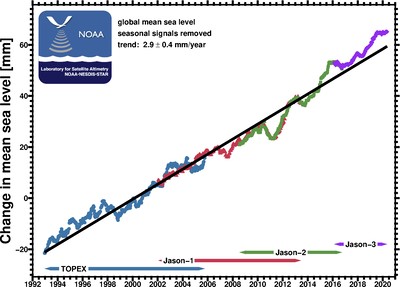 NOAA
Laboratory for Satellite Altimetry
NOAA-NESDIS-STAR
global mean sea level
seasonal signals removed
trend: 2.9 ± 0.4 mm/year
Change in mean sea level [mm]
60
40
20
0
−20
Jason-3
Jason-2
Jason-1
TOPEX
1992 1994 1996 1998 2000 2002 2004 2006 2008 2010 2012 2014 2016 2018 2020